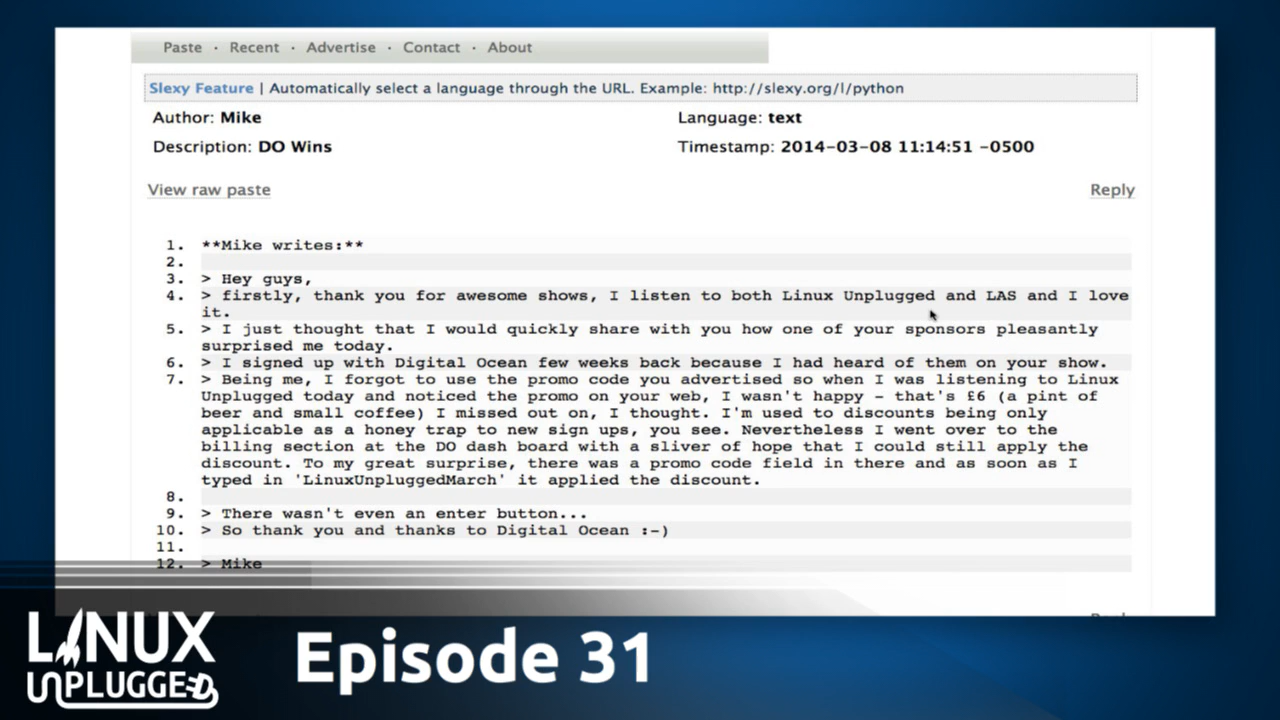 Paste · Recent · Advertise · Contact · About
Slexy Feature | Automatically select a language through the URL. Example: http://slexy.org/l/python
Author: Mike Language: text
Description: DO Wins Timestamp: 2014-03-08 11:14:51 -0500
View raw paste Reply
1. **Mike writes:**
2.
3. > Hey guys,
4. > firstly, thank you for awesome shows, I listen to both Linux Unplugged and LAS and I love
it.
5. > I just thought that I would quickly share with you how one of your sponsors pleasantly
surprised me today.
6. > I signed up with Digital Ocean few weeks back because I had heard of them on your show.
7. > Being me, I forgot to use the promo code you advertised so when I was listening to Linux
Unplugged today and noticed the promo on your web, I wasn't happy - that's £6 (a pint of
beer and small coffee) I missed out on, I thought. I'm used to discounts being only
applicable as a honey trap to new sign ups, you see. Nevertheless I went over to the
billing section at the DO dash board with a sliver of hope that I could still apply the
discount. To my great surprise, there was a promo code field in there and as soon as I
typed in 'LinuxUnpluggedMarch' it applied the discount.
8.
9. > There wasn't even an enter button...
10. > So thank you and thanks to Digital Ocean :-)
11.
12. > Mike
LINUX
UNPLUGGED
Episode 31